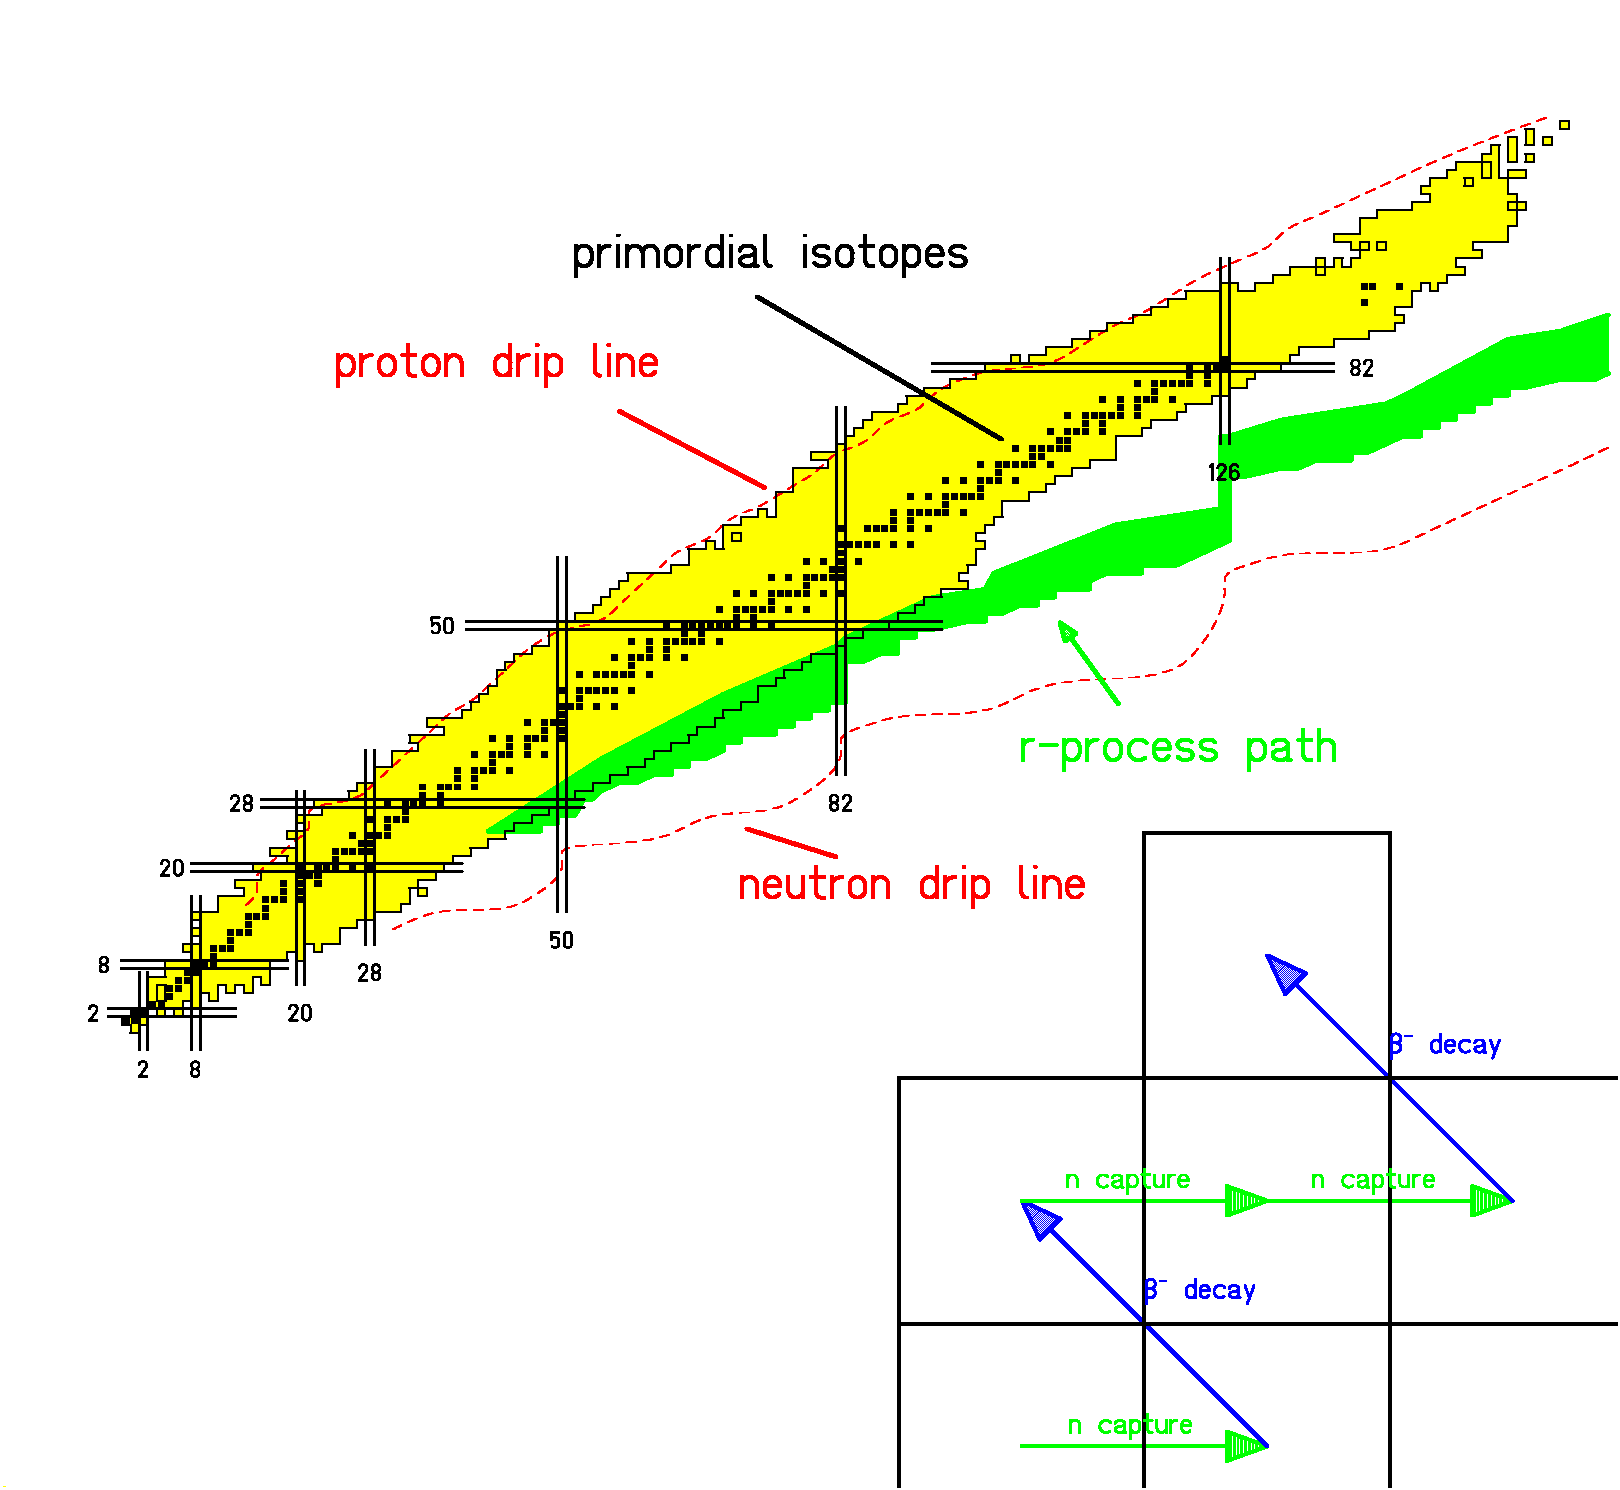 primordial isotopes
proton drip line
82
126
50
r-process path
28
82
20
neutron drip line
50
8
28
2
20
2
8
β⁻ decay
n capture
n capture
β⁻ decay
n capture